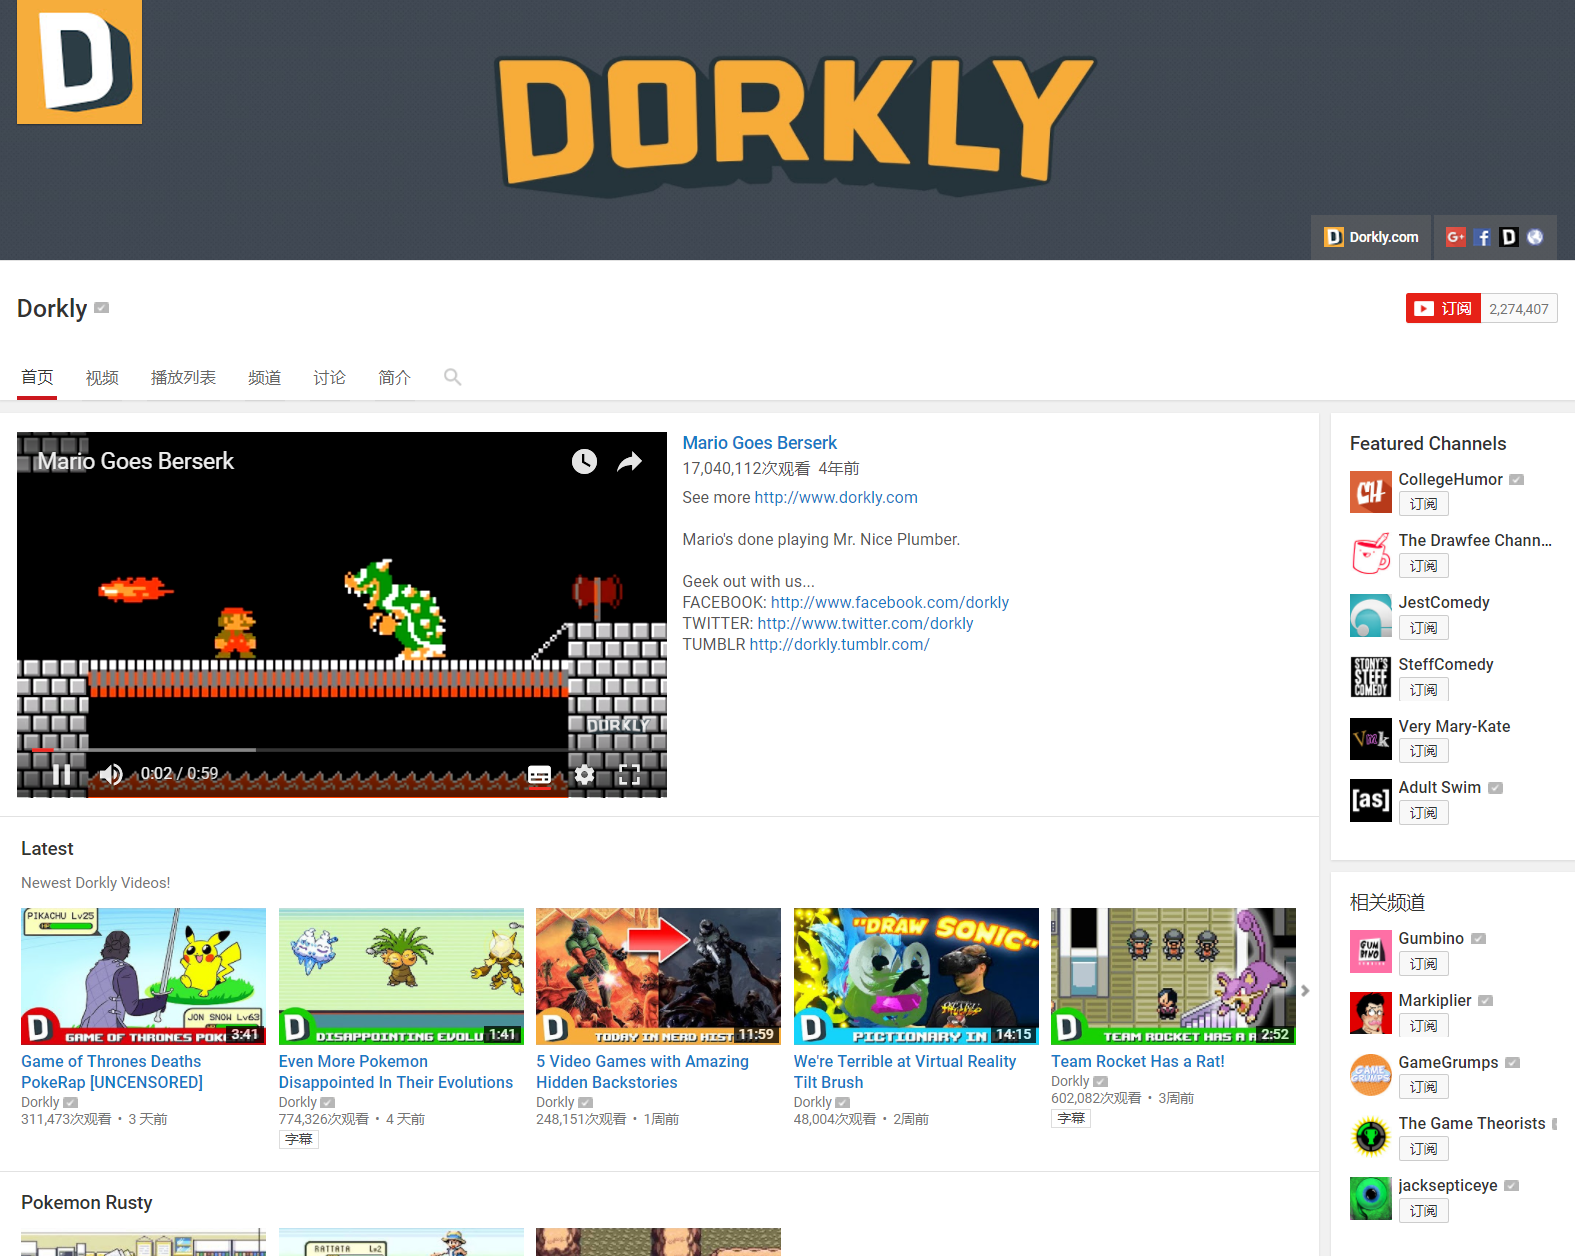 D
DORKLY
Dorkly.com
G+
f
D
Dorkly
订阅
2,274,407
首页
视频
播放列表
频道
讨论
简介
Mario Goes Berserk
DORKLY
0:02 / 0:59
Mario Goes Berserk
17,040,112次观看 4年前
See more http://www.dorkly.com
Mario's done playing Mr. Nice Plumber.
Geek out with us...
FACEBOOK: http://www.facebook.com/dorkly
TWITTER: http://www.twitter.com/dorkly
TUMBLR http://dorkly.tumblr.com/
Latest
Newest Dorkly Videos!
PIKACHU Lv25
JON SNOW Lv63
D
GAME OF THRONES POK
3:41
Game of Thrones Deaths
PokeRap [UNCENSORED]
Dorkly
311,473次观看 • 3 天前
D
DISAPPOINTING EVOLU
1:41
Even More Pokemon
Disappointed In Their Evolutions
Dorkly
774,326次观看 • 4 天前
字幕
D
TODAY IN NERD HIST
11:59
5 Video Games with Amazing
Hidden Backstories
Dorkly
248,151次观看 • 1周前
"DRAW SONIC"
D
PICTIONARY IN
14:15
We're Terrible at Virtual Reality
Tilt Brush
Dorkly
48,004次观看 • 2周前
D
TEAM ROCKET HAS A R
2:52
Team Rocket Has a Rat!
Dorkly
602,082次观看 • 3周前
字幕
Pokemon Rusty
RATTATA Lv2
Featured Channels
CH
CollegeHumor
订阅
The Drawfee Chann...
订阅
JestComedy
订阅
STONY'S
STEFF
COMEDY
SteffComedy
订阅
Vmk
Very Mary-Kate
订阅
[as]
Adult Swim
订阅
相关频道
GUM
BINO
Gumbino
订阅
Markiplier
订阅
GAME
GRUMPS
GameGrumps
订阅
The Game Theorists
订阅
jacksepticeye
订阅